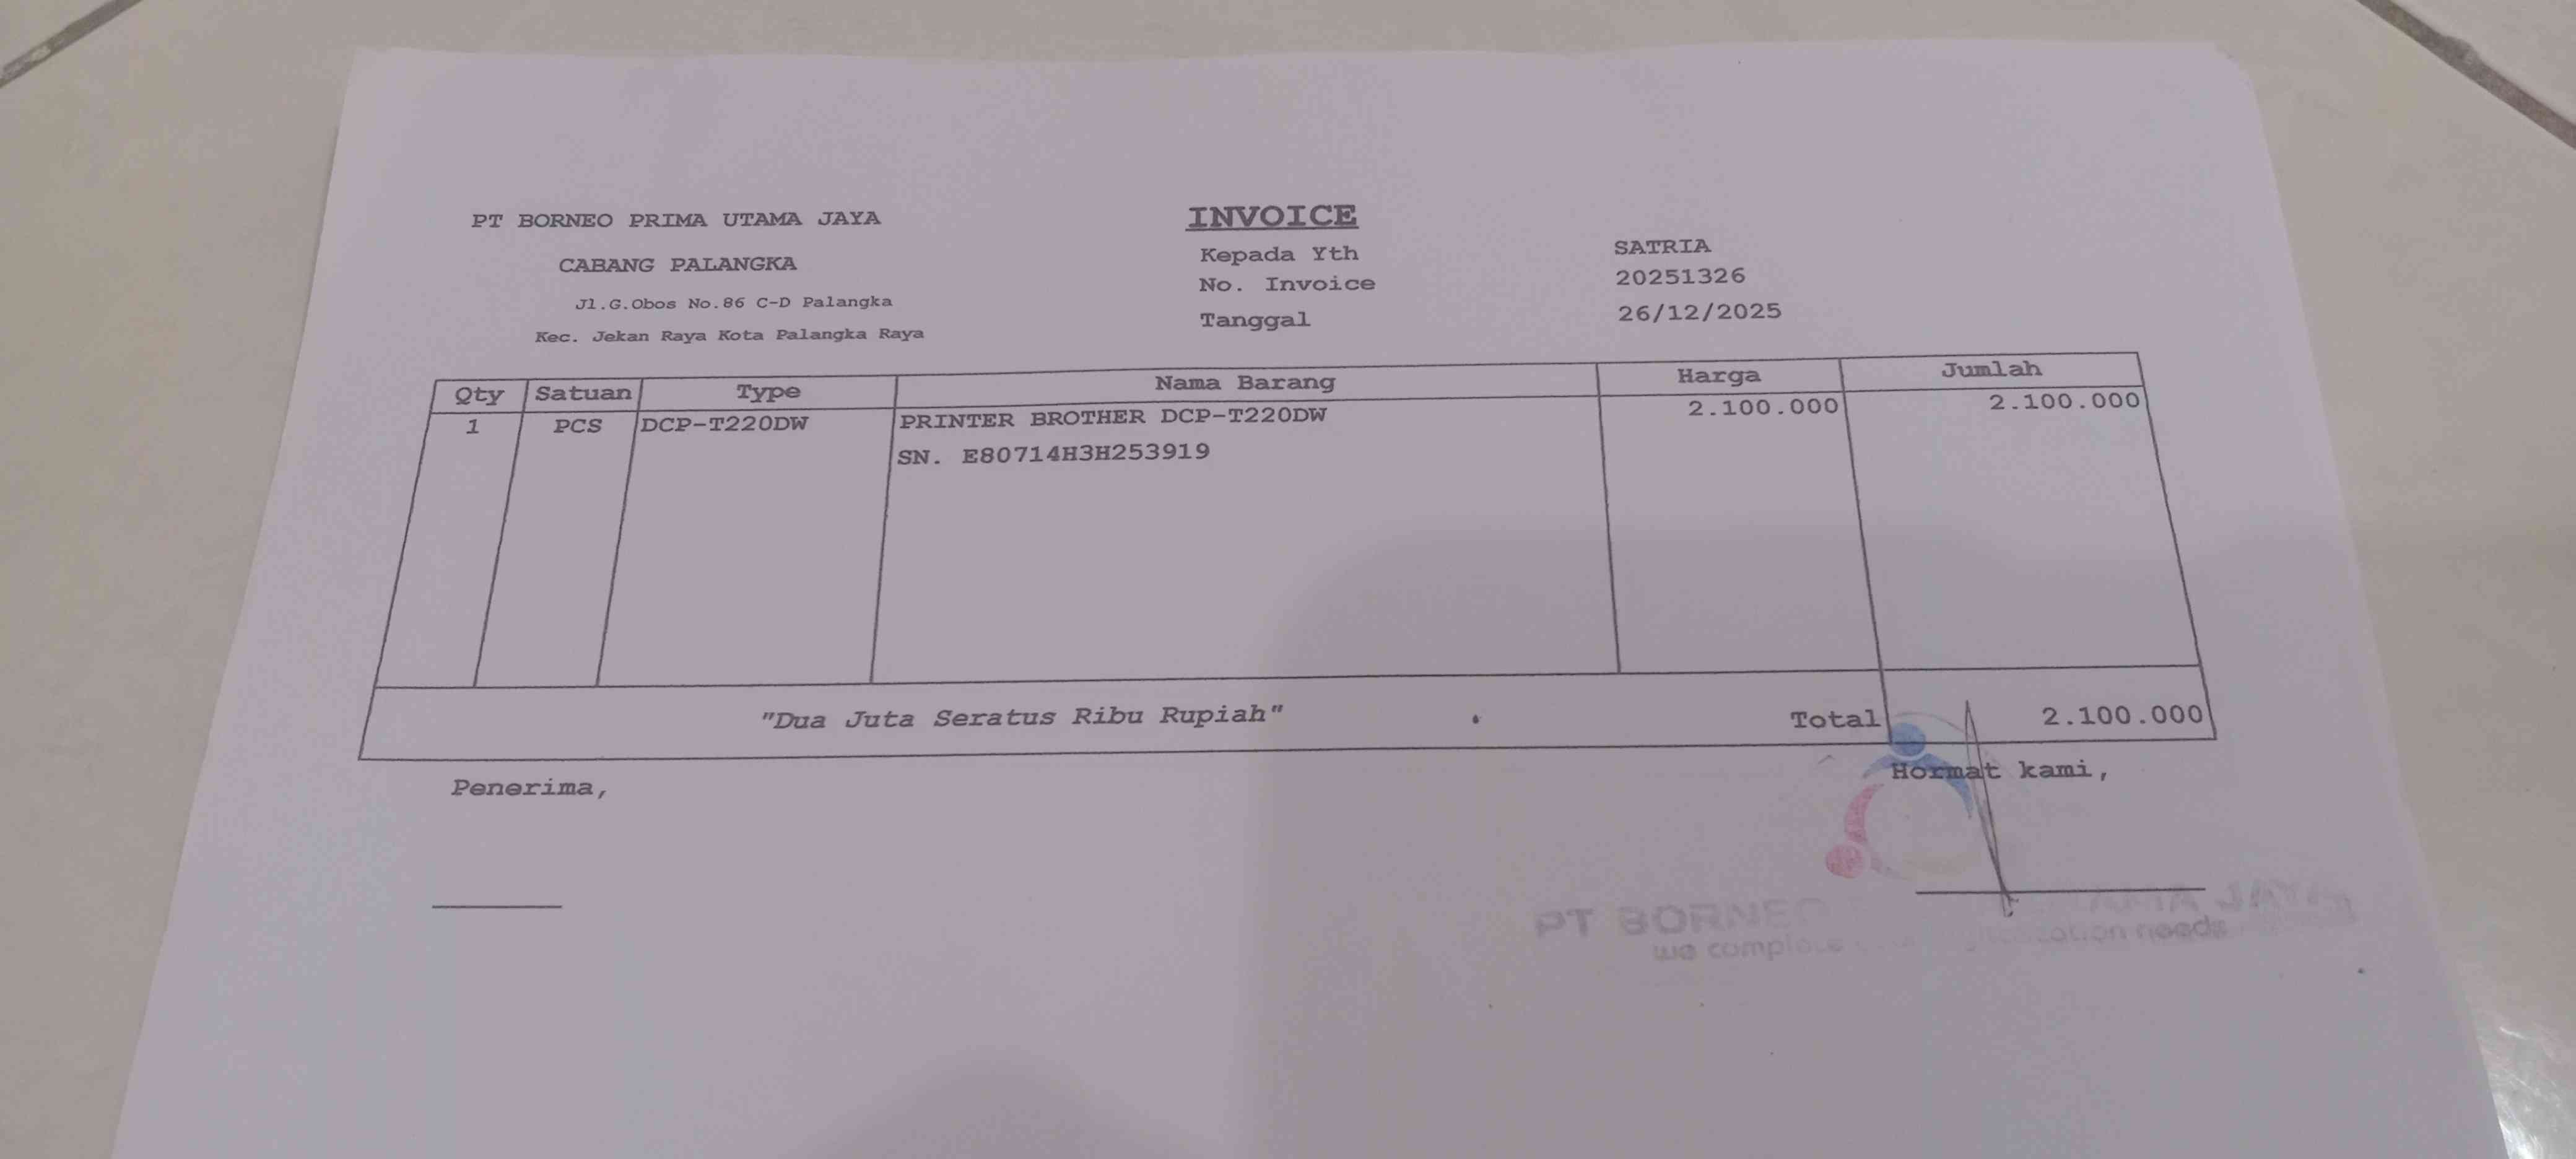 PT BORNEO PRIMA UTAMA JAYA
CABANG PALANGKA
Jl.G.Obos No.86 C-D Palangka
Kec. Jekan Raya Kota Palangka Raya
INVOICE
Kepada Yth SATRIA
No. Invoice 20251326
Tanggal 26/12/2025
Qty Satuan Type Nama Barang Harga Jumlah
1 PCS DCP-T220DW PRINTER BROTHER DCP-T220DW 2.100.000 2.100.000
SN. E80714H3H253919
"Dua Juta Seratus Ribu Rupiah" Total 2.100.000
Penerima, Hormat kami,
PT BORNEO JAYA
we needs